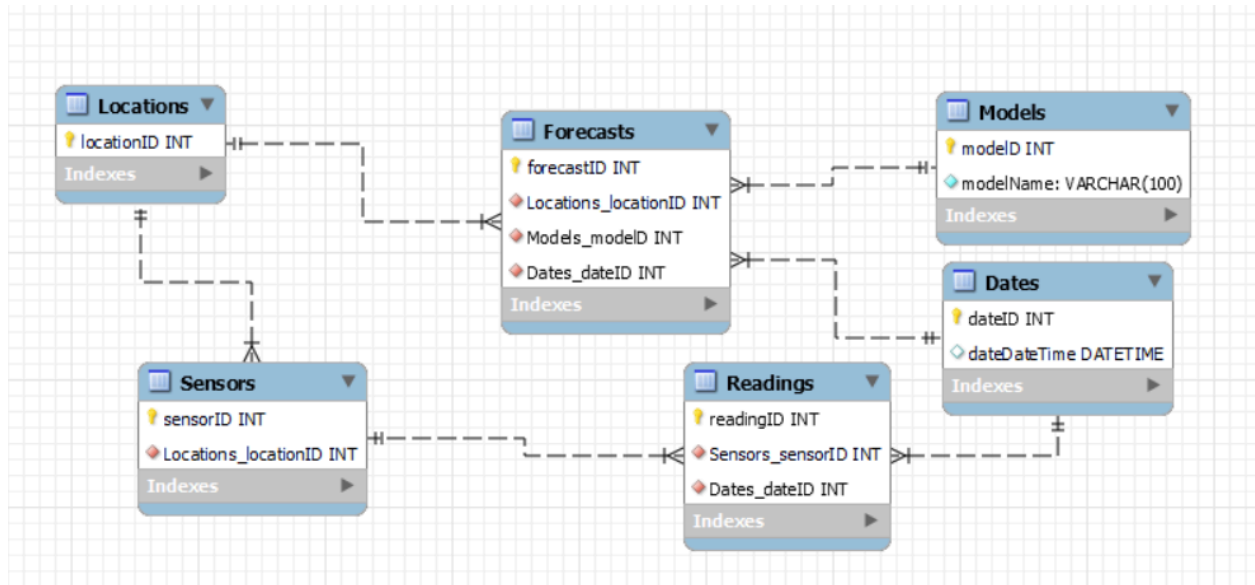 Locations
locationID INT
Indexes
Forecasts
forecastID INT
Locations_locationID INT
Models_modelD INT
Dates_dateID INT
Indexes
Models
modelD INT
modelName: VARCHAR(100)
Indexes
Dates
dateID INT
dateDateTime DATETIME
Indexes
Sensors
sensorID INT
Locations_locationID INT
Indexes
Readings
readingID INT
Sensors_sensorID INT
Dates_dateID INT
Indexes